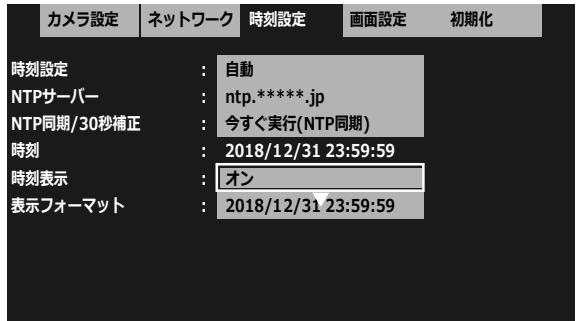 カメラ設定 ネットワーク 時刻設定 画面設定 初期化
時刻設定 : 自動
NTPサーバー : ntp.*****.jp
NTP同期/30秒補正 : 今すぐ実行(NTP同期)
時刻 : 2018/12/31 23:59:59
時刻表示 : オン
表示フォーマット : 2018/12/31 23:59:59